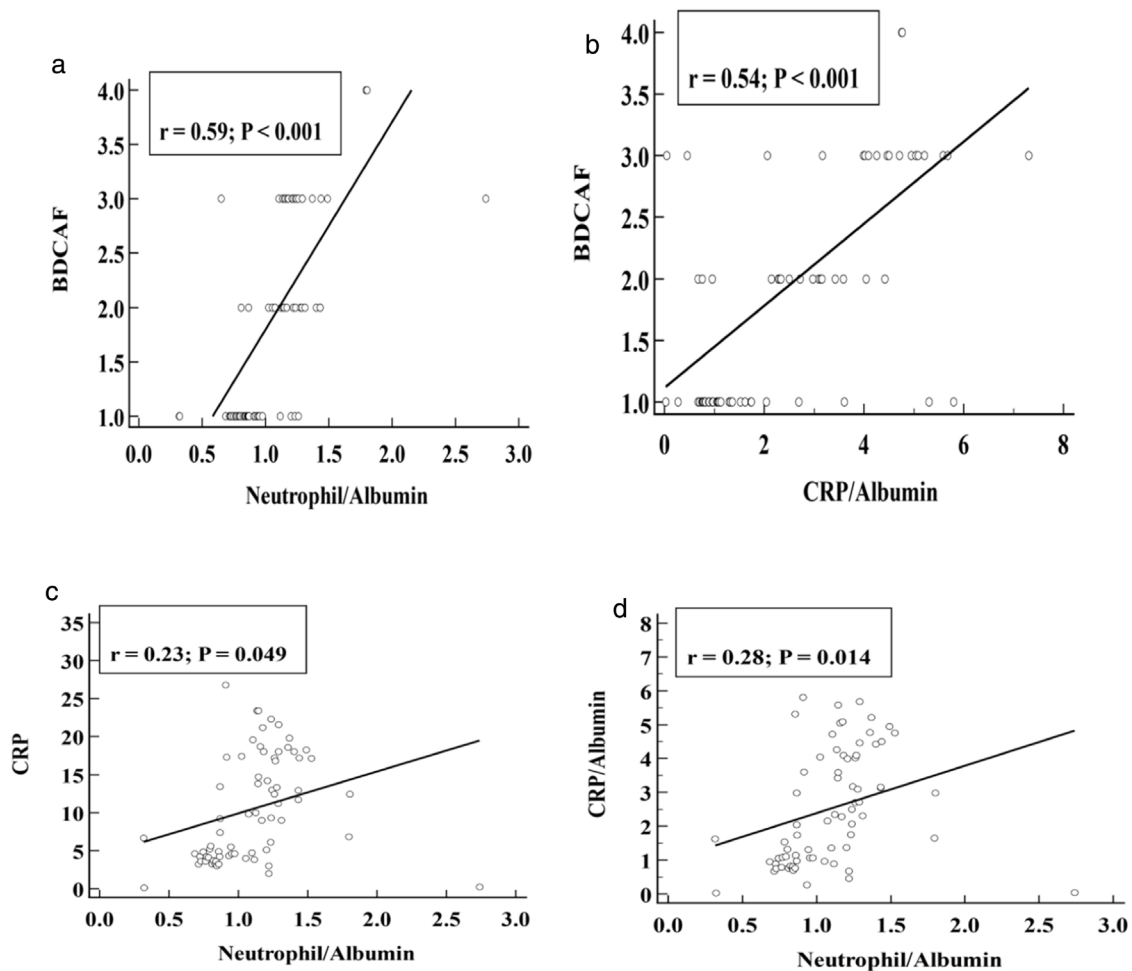 a
r = 0.59; P < 0.001
BDCAF
4.0
3.5
3.0
2.5
2.0
1.5
1.0
0.0 0.5 1.0 1.5 2.0 2.5 3.0
Neutrophil/Albumin
b
r = 0.54; P < 0.001
BDCAF
4.0
3.5
3.0
2.5
2.0
1.5
1.0
0 2 4 6 8
CRP/Albumin
c
r = 0.23; P = 0.049
CRP
35
30
25
20
15
10
5
0
0.0 0.5 1.0 1.5 2.0 2.5 3.0
Neutrophil/Albumin
d
r = 0.28; P = 0.014
CRP/Albumin
8
7
6
5
4
3
2
1
0
0.0 0.5 1.0 1.5 2.0 2.5 3.0
Neutrophil/Albumin